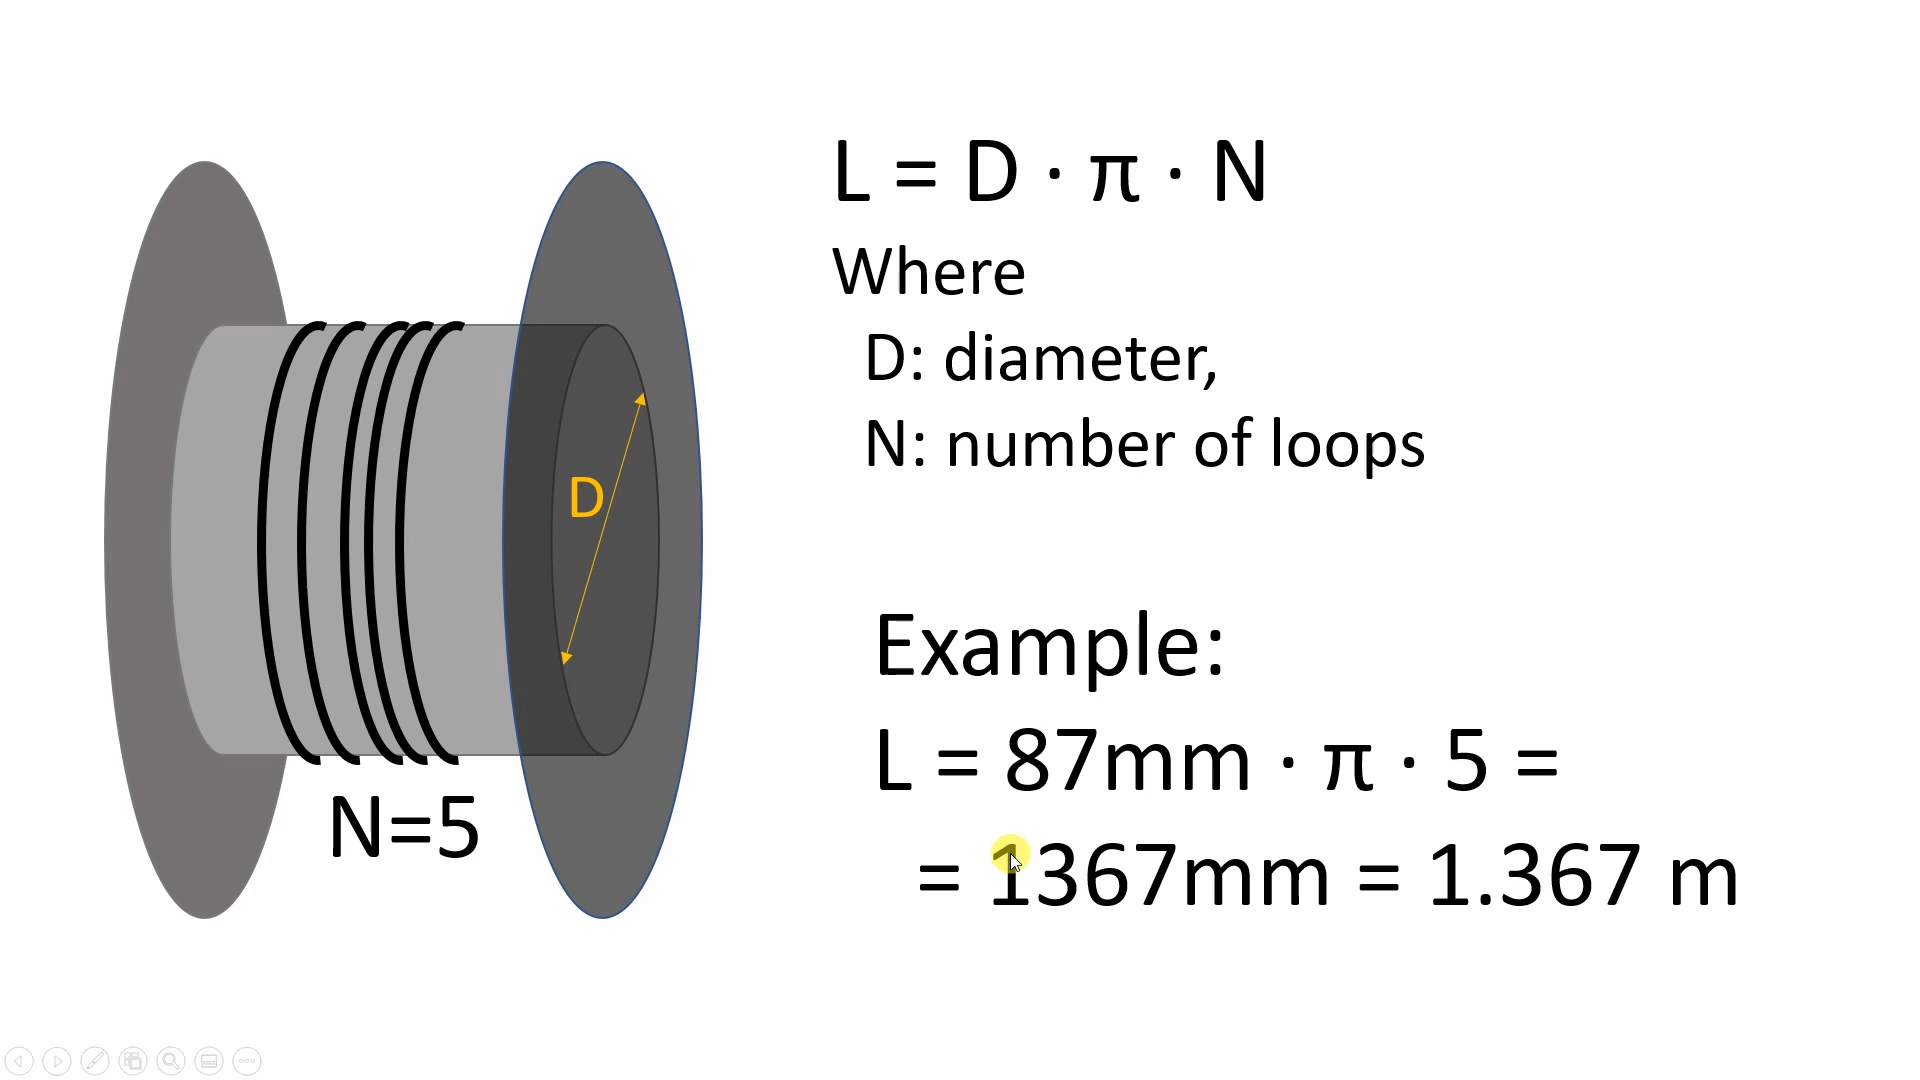 L = D · π · N
Where
D: diameter,
N: number of loops
D
N=5
Example:
L = 87mm · π · 5 =
= 1367mm = 1.367 m